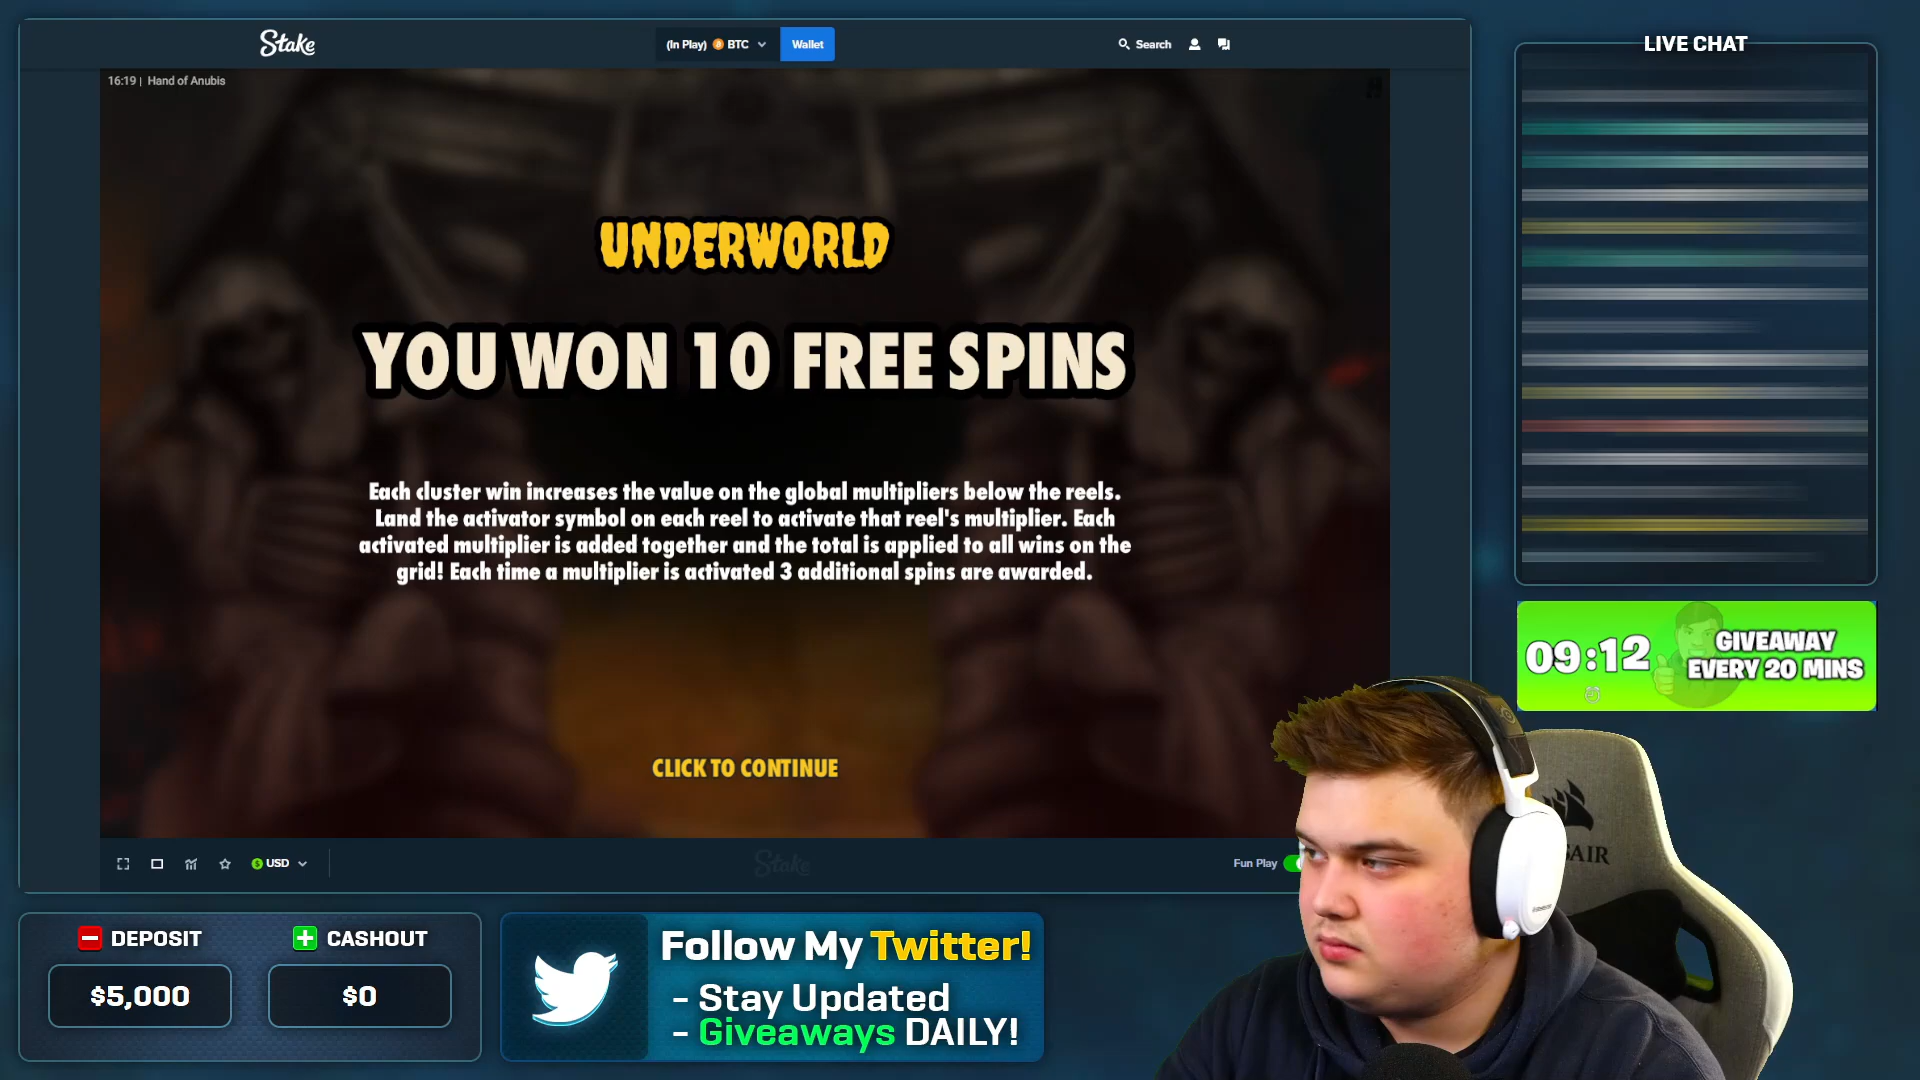 Stake
(In Play) BTC
Wallet
Search
LIVE CHAT
16:19 | Hand of Anubis
UNDERWORLD
YOU WON 10 FREE SPINS
Each cluster win increases the value on the global multipliers below the reels.
Land the activator symbol on each reel to activate that reel's multiplier. Each
activated multiplier is added together and the total is applied to all wins on the
grid! Each time a multiplier is activated 3 additional spins are awarded.
CLICK TO CONTINUE
09:12
GIVEAWAY
EVERY 20 MINS
USD
Stake
Fun Play
DEPOSIT
CASHOUT
$5,000
$0
Follow My Twitter!
- Stay Updated
- Giveaways DAILY!